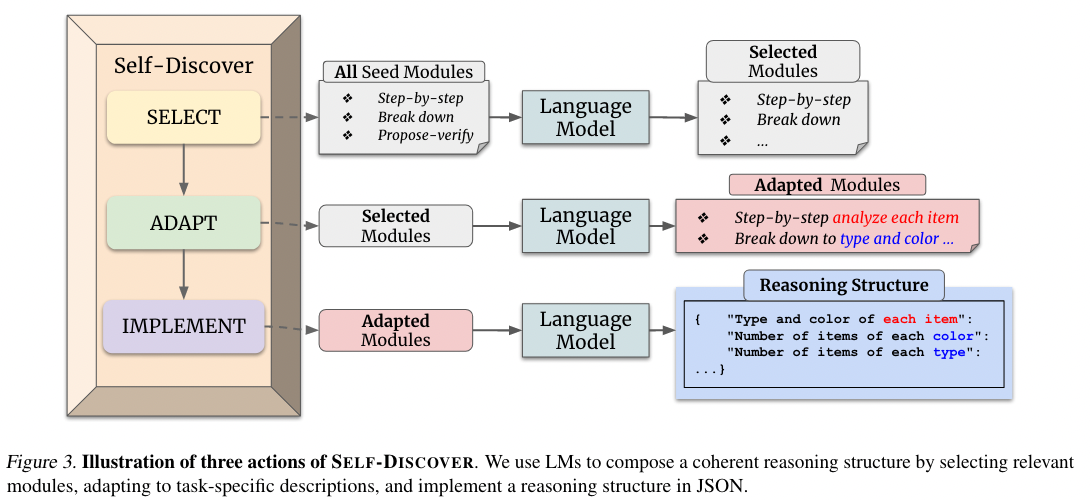 Self-Discover
SELECT
All Seed Modules
❖ Step-by-step
❖ Break down
❖ Propose-verify
Language
Model
Selected
Modules
❖ Step-by-step
❖ Break down
❖ ...
ADAPT
Selected
Modules
Language
Model
Adapted Modules
❖ Step-by-step analyze each item
❖ Break down to type and color ...
IMPLEMENT
Adapted
Modules
Language
Model
Reasoning Structure
{ "Type and color of each item":
"Number of items of each color":
"Number of items of each type":
...}
Figure 3. Illustration of three actions of SELF-DISCOVER. We use LMs to compose a coherent reasoning structure by selecting relevant
modules, adapting to task-specific descriptions, and implement a reasoning structure in JSON.